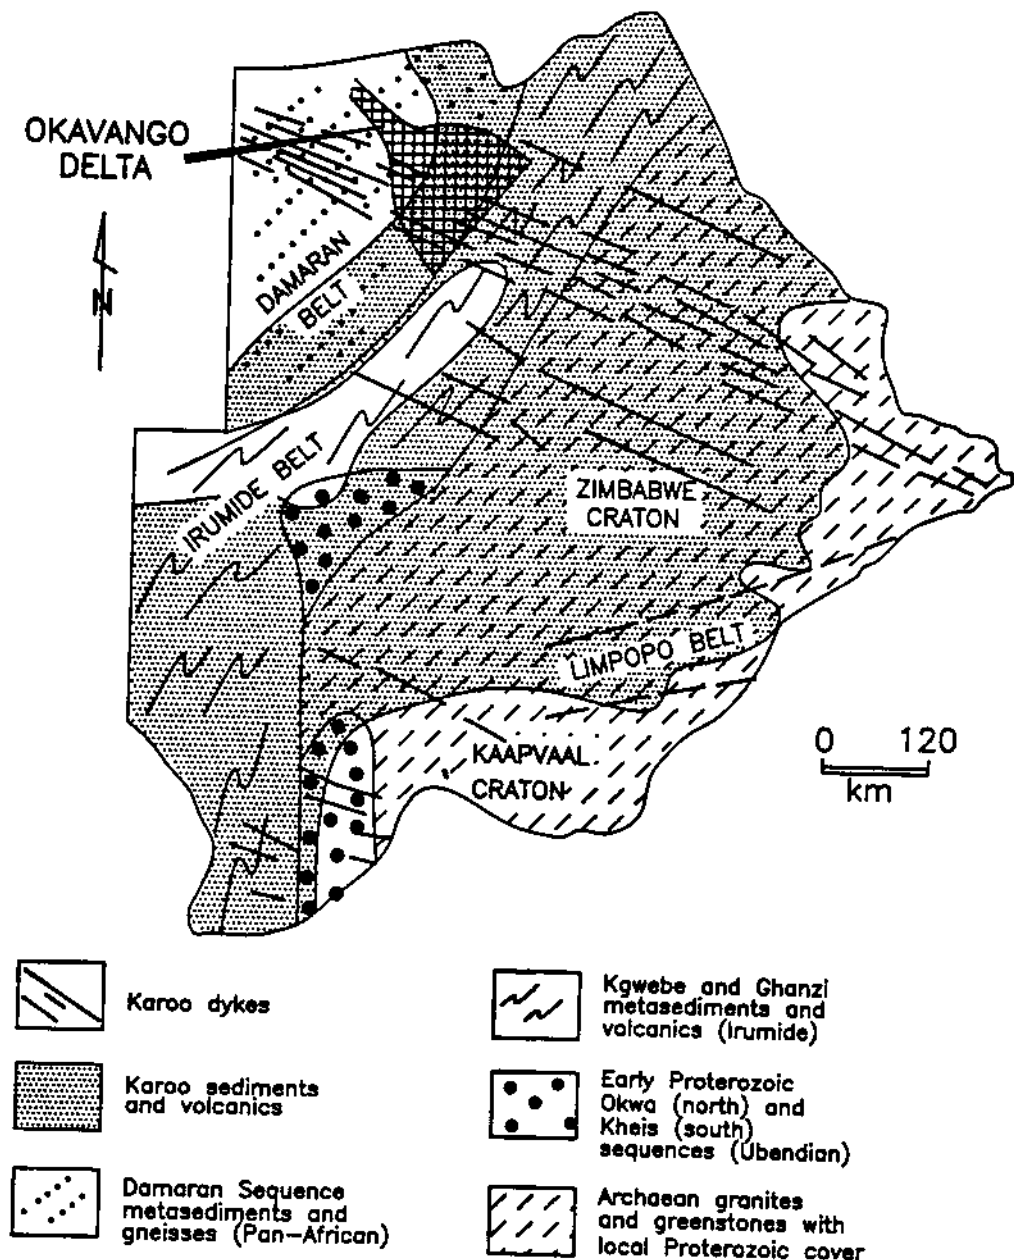 OKAVANGO
DELTA
N
DAMARAN
BELT
IRUMIDE BELT
ZIMBABWE
CRATON
LIMPOPO BELT
KAAPVAAL
CRATON
0 120
km
Karoo dykes
Karoo sediments
and volcanics
Damaran Sequence
metasediments and
gneisses (Pan-African)
Kgwebe and Ghanzi
metasediments and
volcanics (Irumide)
Early Proterozoic
Okwa (north) and
Kheis (south)
sequences (Ubendian)
Archaean granites
and greenstones with
local Proterozoic cover